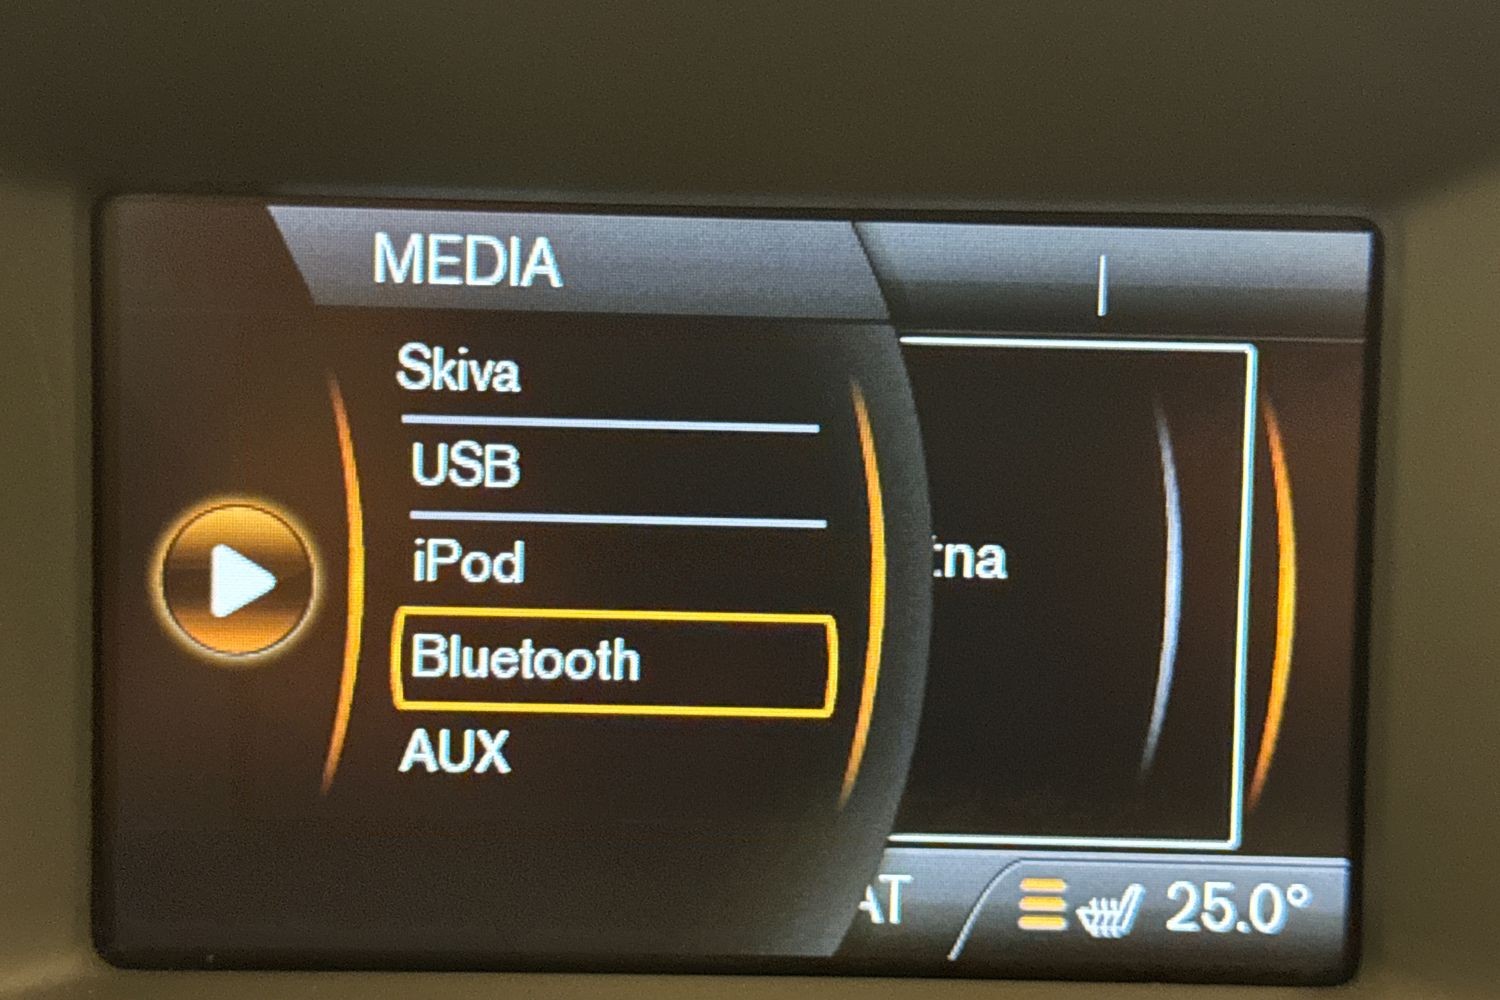 MEDIA
Skiva
USB
iPod
Bluetooth
AUX
25.0°